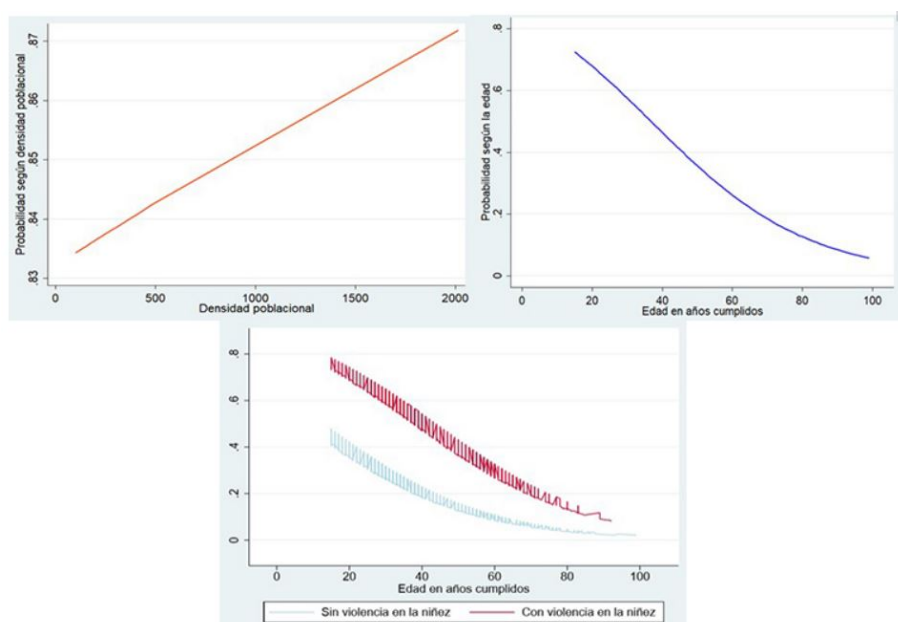 Probabilidad según densidad poblacional
.87
.86
.85
.84
.83
0 500 1000 1500 2000
Densidad poblacional
Probabilidad según la edad
.8
.6
.4
.2
0
0 20 40 60 80 100
Edad en años cumplidos
.8
.6
.4
.2
0
0 20 40 60 80 100
Edad en años cumplidos
Sin violencia en la niñez Con violencia en la niñez